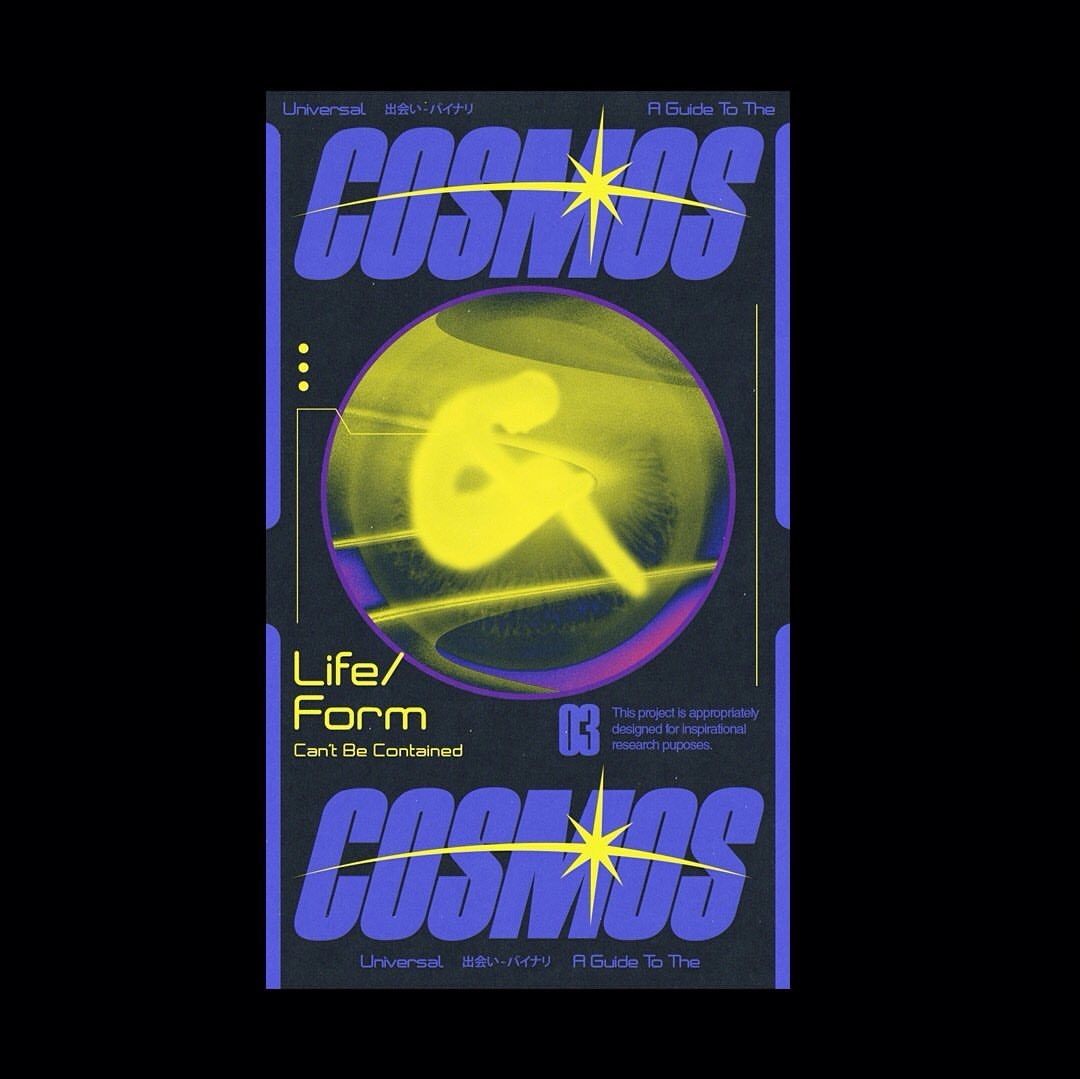 Universal 出会い-バイナリ A Guide To The
COSMOS
Life/
Form
Can't Be Contained
03
This project is appropriately
designed for inspirational
research puposes.
COSMOS
Universal 出会い-バイナリ A Guide To The